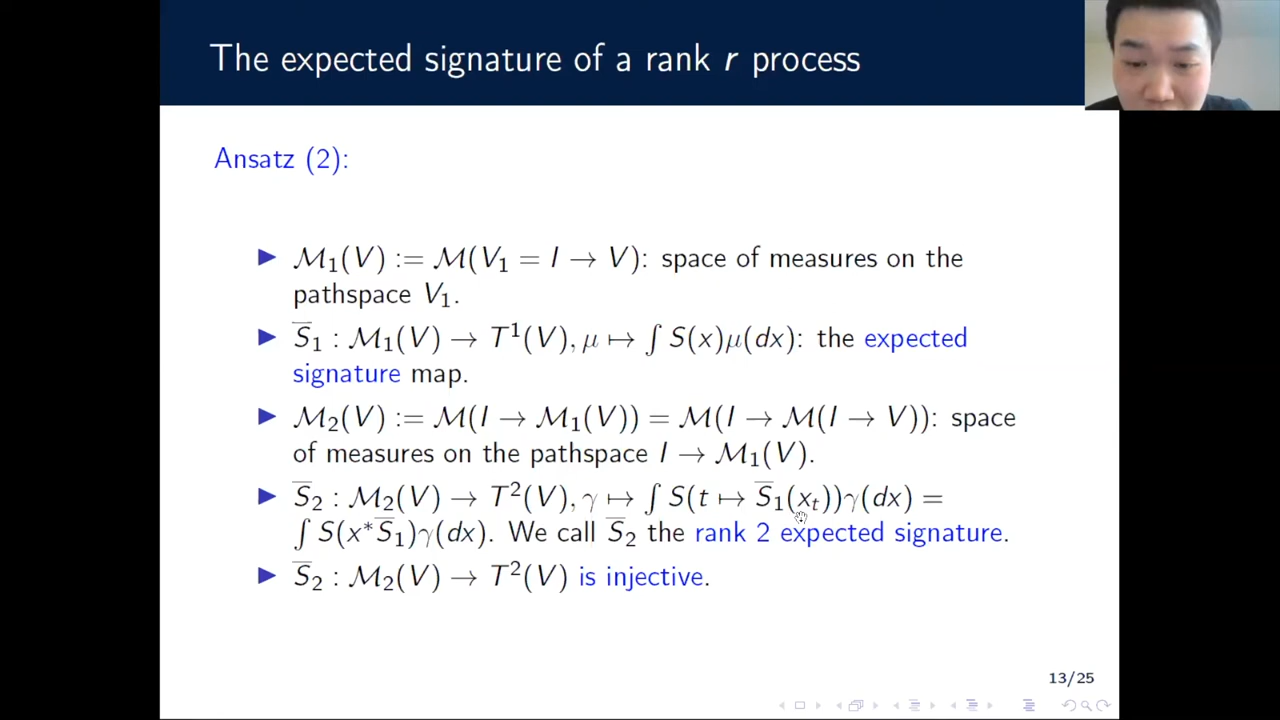 The expected signature of a rank r process
Ansatz (2):
▶ ℳ₁(V) := ℳ(V₁ = I → V): space of measures on the
pathspace V₁.
▶ S̅₁ : ℳ₁(V) → T¹(V), μ ↦ ∫ S(x)μ(dx): the expected
signature map.
▶ ℳ₂(V) := ℳ(I → ℳ₁(V)) = ℳ(I → ℳ(I → V)): space
of measures on the pathspace I → ℳ₁(V).
▶ S̅₂ : ℳ₂(V) → T²(V), γ ↦ ∫ S(t ↦ S̅₁(xₜ))γ(dx) =
∫ S(x*S̅₁)γ(dx). We call S̅₂ the rank 2 expected signature.
▶ S̅₂ : ℳ₂(V) → T²(V) is injective.
13/25